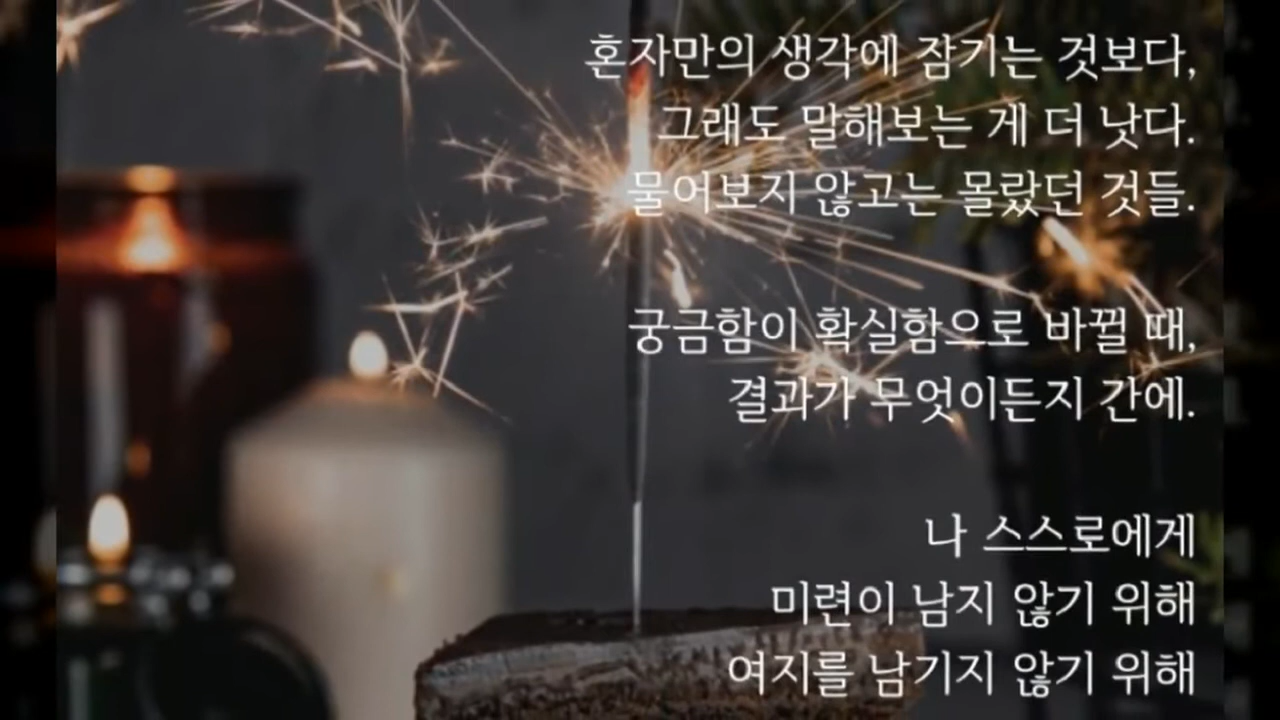 혼자만의 생각에 잠기는 것보다,
그래도 말해보는 게 더 낫다.
물어보지 않고는 몰랐던 것들.
궁금함이 확실함으로 바뀔 때,
결과가 무엇이든지 간에.
나 스스로에게
미련이 남지 않기 위해
여지를 남기지 않기 위해